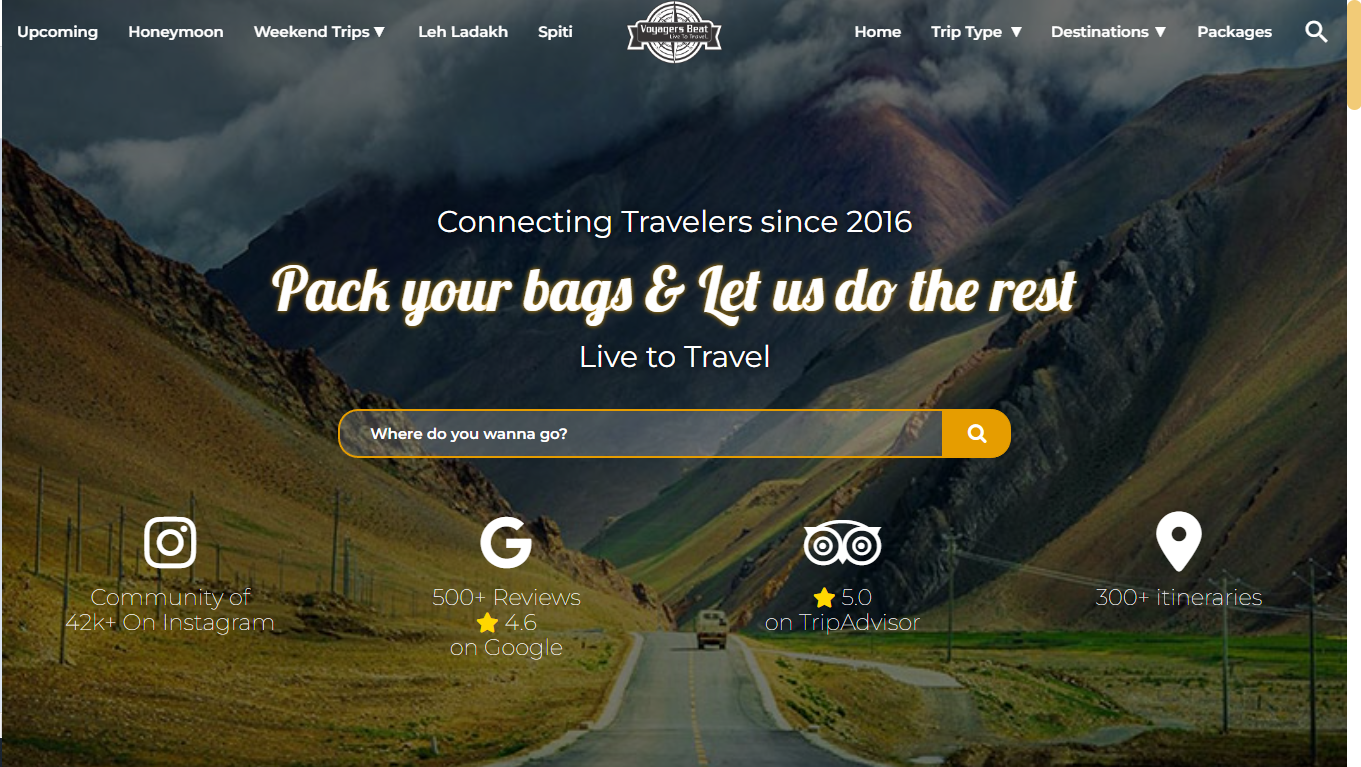 Upcoming
Honeymoon
Weekend Trips ▼
Leh Ladakh
Spiti
Voyagers Beat
Live To Travel.
Home
Trip Type ▼
Destinations ▼
Packages
Connecting Travelers since 2016
Pack your bags & Let us do the rest
Live to Travel
Where do you wanna go?
Community of
42k+ On Instagram
500+ Reviews
4.6
on Google
5.0
on TripAdvisor
300+ itineraries